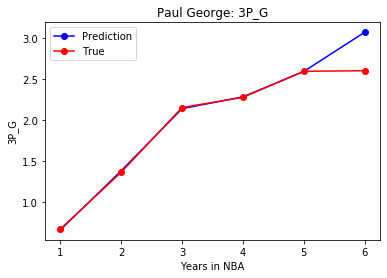 Paul George: 3P_G
Prediction
True
3P_G
3.0
2.5
2.0
1.5
1.0
1 2 3 4 5 6
Years in NBA